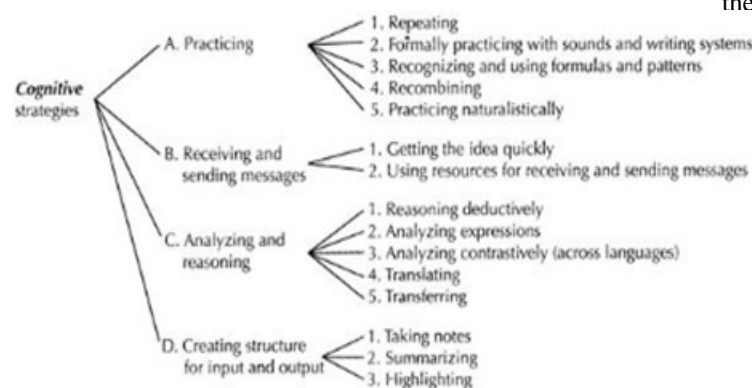 the
Cognitive
strategies
A. Practicing
1. Repeating
2. Formally practicing with sounds and writing systems
3. Recognizing and using formulas and patterns
4. Recombining
5. Practicing naturalistically
B. Receiving and
sending messages
1. Getting the idea quickly
2. Using resources for receiving and sending messages
C. Analyzing and
reasoning
1. Reasoning deductively
2. Analyzing expressions
3. Analyzing contrastively (across languages)
4. Translating
5. Transferring
D. Creating structure
for input and output
1. Taking notes
2. Summarizing
3. Highlighting